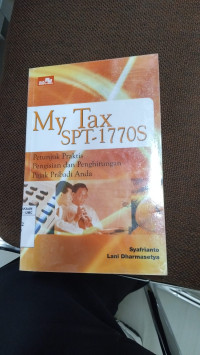 My Tax
SPT-1770S
Petunjuk Praktis
Pengisian dan Penghitungan
Pajak Pribadi Anda
Syafrianto
Lani Dharmasetya